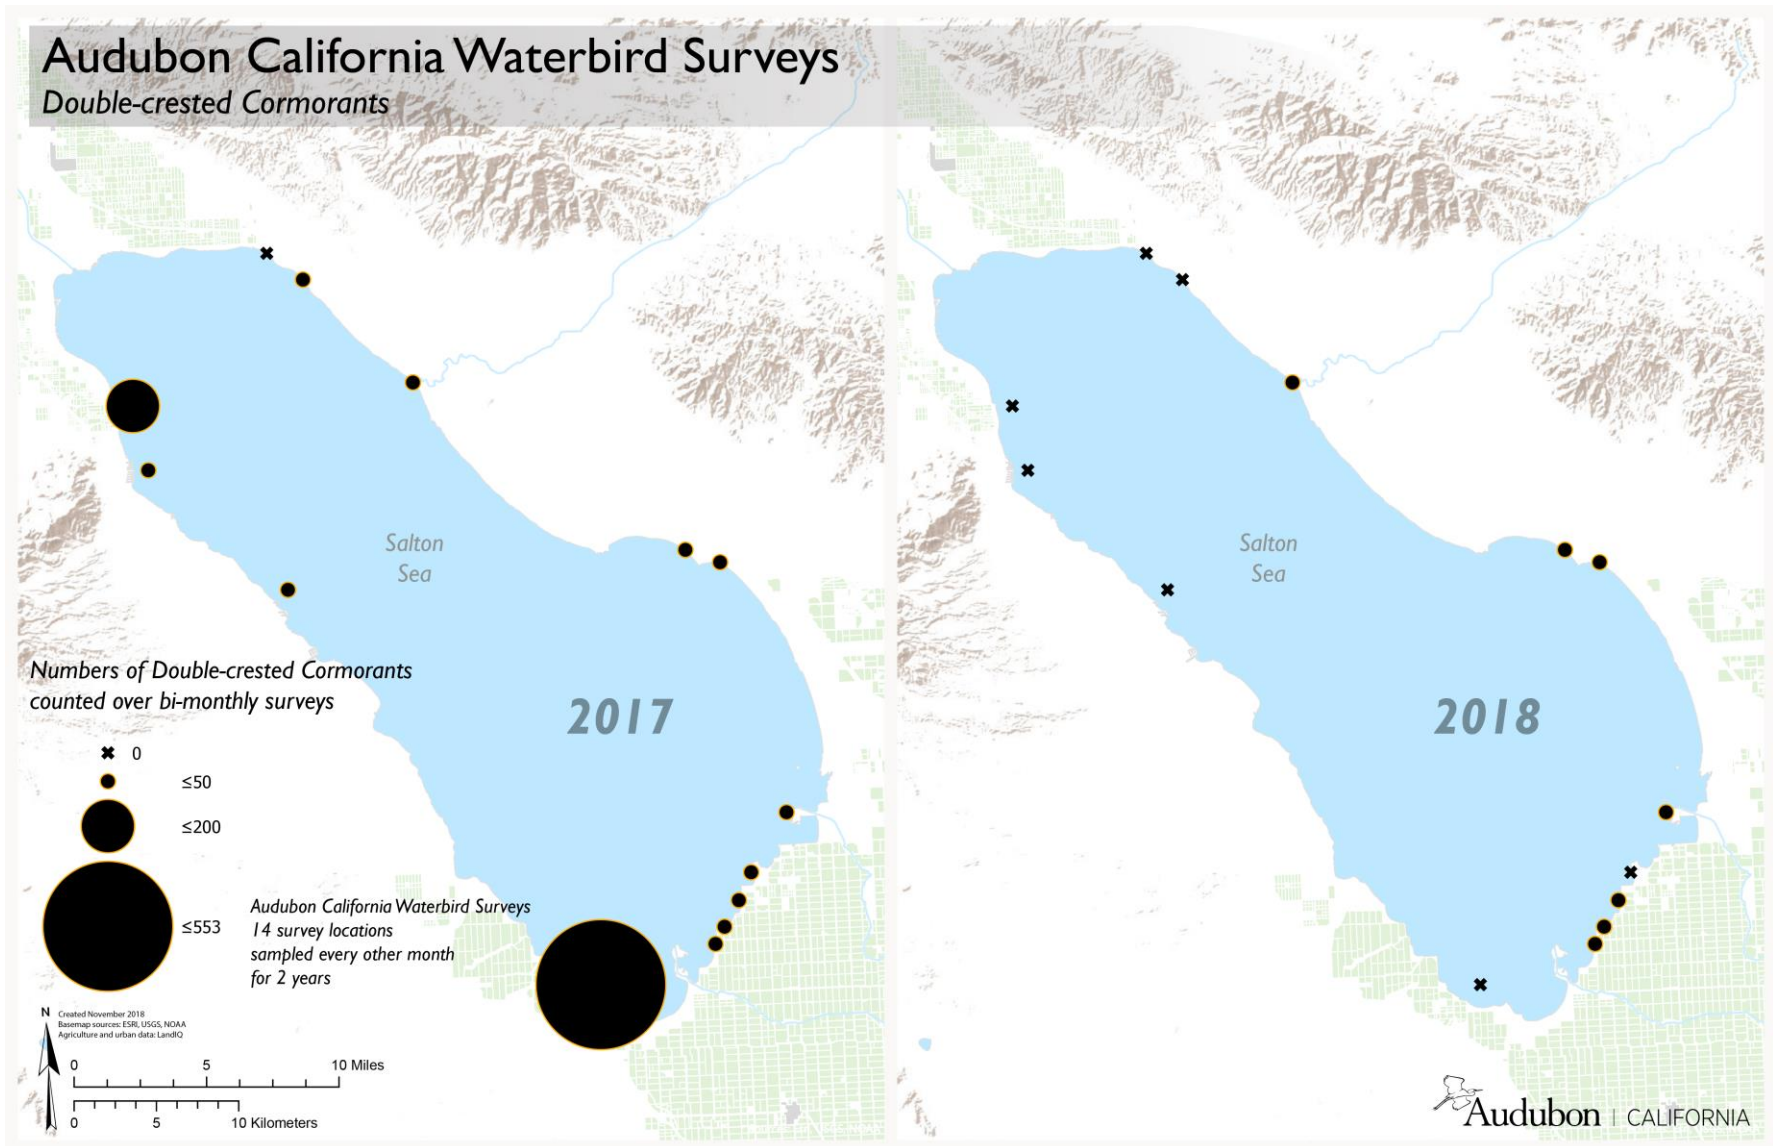 Audubon California Waterbird Surveys
Double-crested Cormorants
Salton
Sea
Salton
Sea
2017
2018
Numbers of Double-crested Cormorants
counted over bi-monthly surveys
0
≤50
≤200
≤553
Audubon California Waterbird Surveys
14 survey locations
sampled every other month
for 2 years
N
Created November 2018
Basemap sources: ESRI, USGS, NOAA
Agriculture and urban data: LandIQ
0 5 10 Miles
0 5 10 Kilometers
Audubon | CALIFORNIA